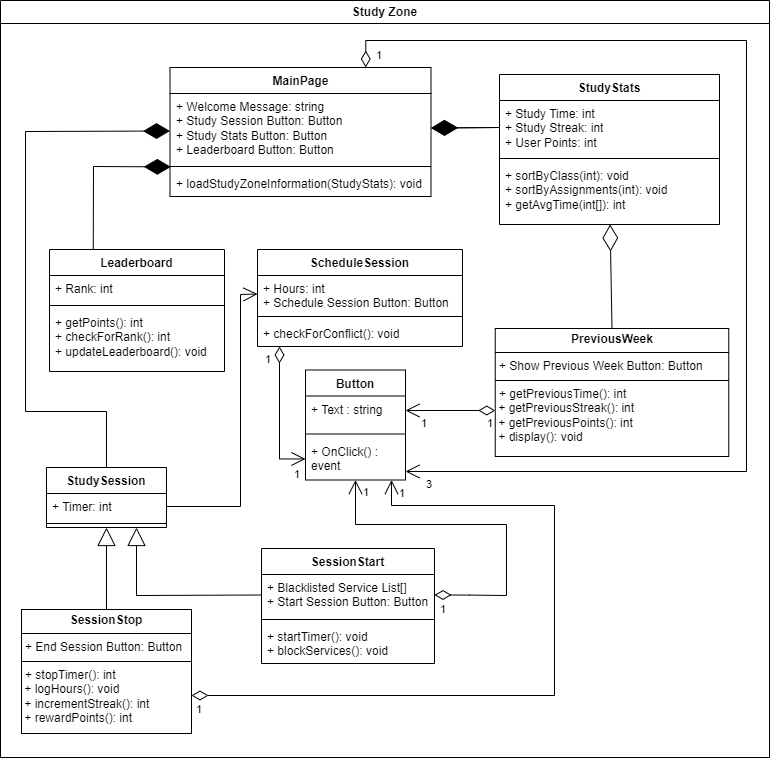 Study Zone
1
MainPage
+ Welcome Message: string
+ Study Session Button: Button
+ Study Stats Button: Button
+ Leaderboard Button: Button
+ loadStudyZoneInformation(StudyStats): void
StudyStats
+ Study Time: int
+ Study Streak: int
+ User Points: int
+ sortByClass(int): void
+ sortByAssignments(int): void
+ getAvgTime(int[]): int
Leaderboard
+ Rank: int
+ getPoints(): int
+ checkForRank(): int
+ updateLeaderboard(): void
ScheduleSession
+ Hours: int
+ Schedule Session Button: Button
+ checkForConflict(): void
1
PreviousWeek
+ Show Previous Week Button: Button
+ getPreviousTime(): int
+ getPreviousStreak(): int
+ getPreviousPoints(): int
+ display(): void
Button
+ Text : string
+ OnClick() :
event
1
1
1
3
1
1
StudySession
+ Timer: int
SessionStart
+ Blacklisted Service List[]
+ Start Session Button: Button
+ startTimer(): void
+ blockServices(): void
1
SessionStop
+ End Session Button: Button
+ stopTimer(): int
+ logHours(): void
+ incrementStreak(): int
+ rewardPoints(): int
1